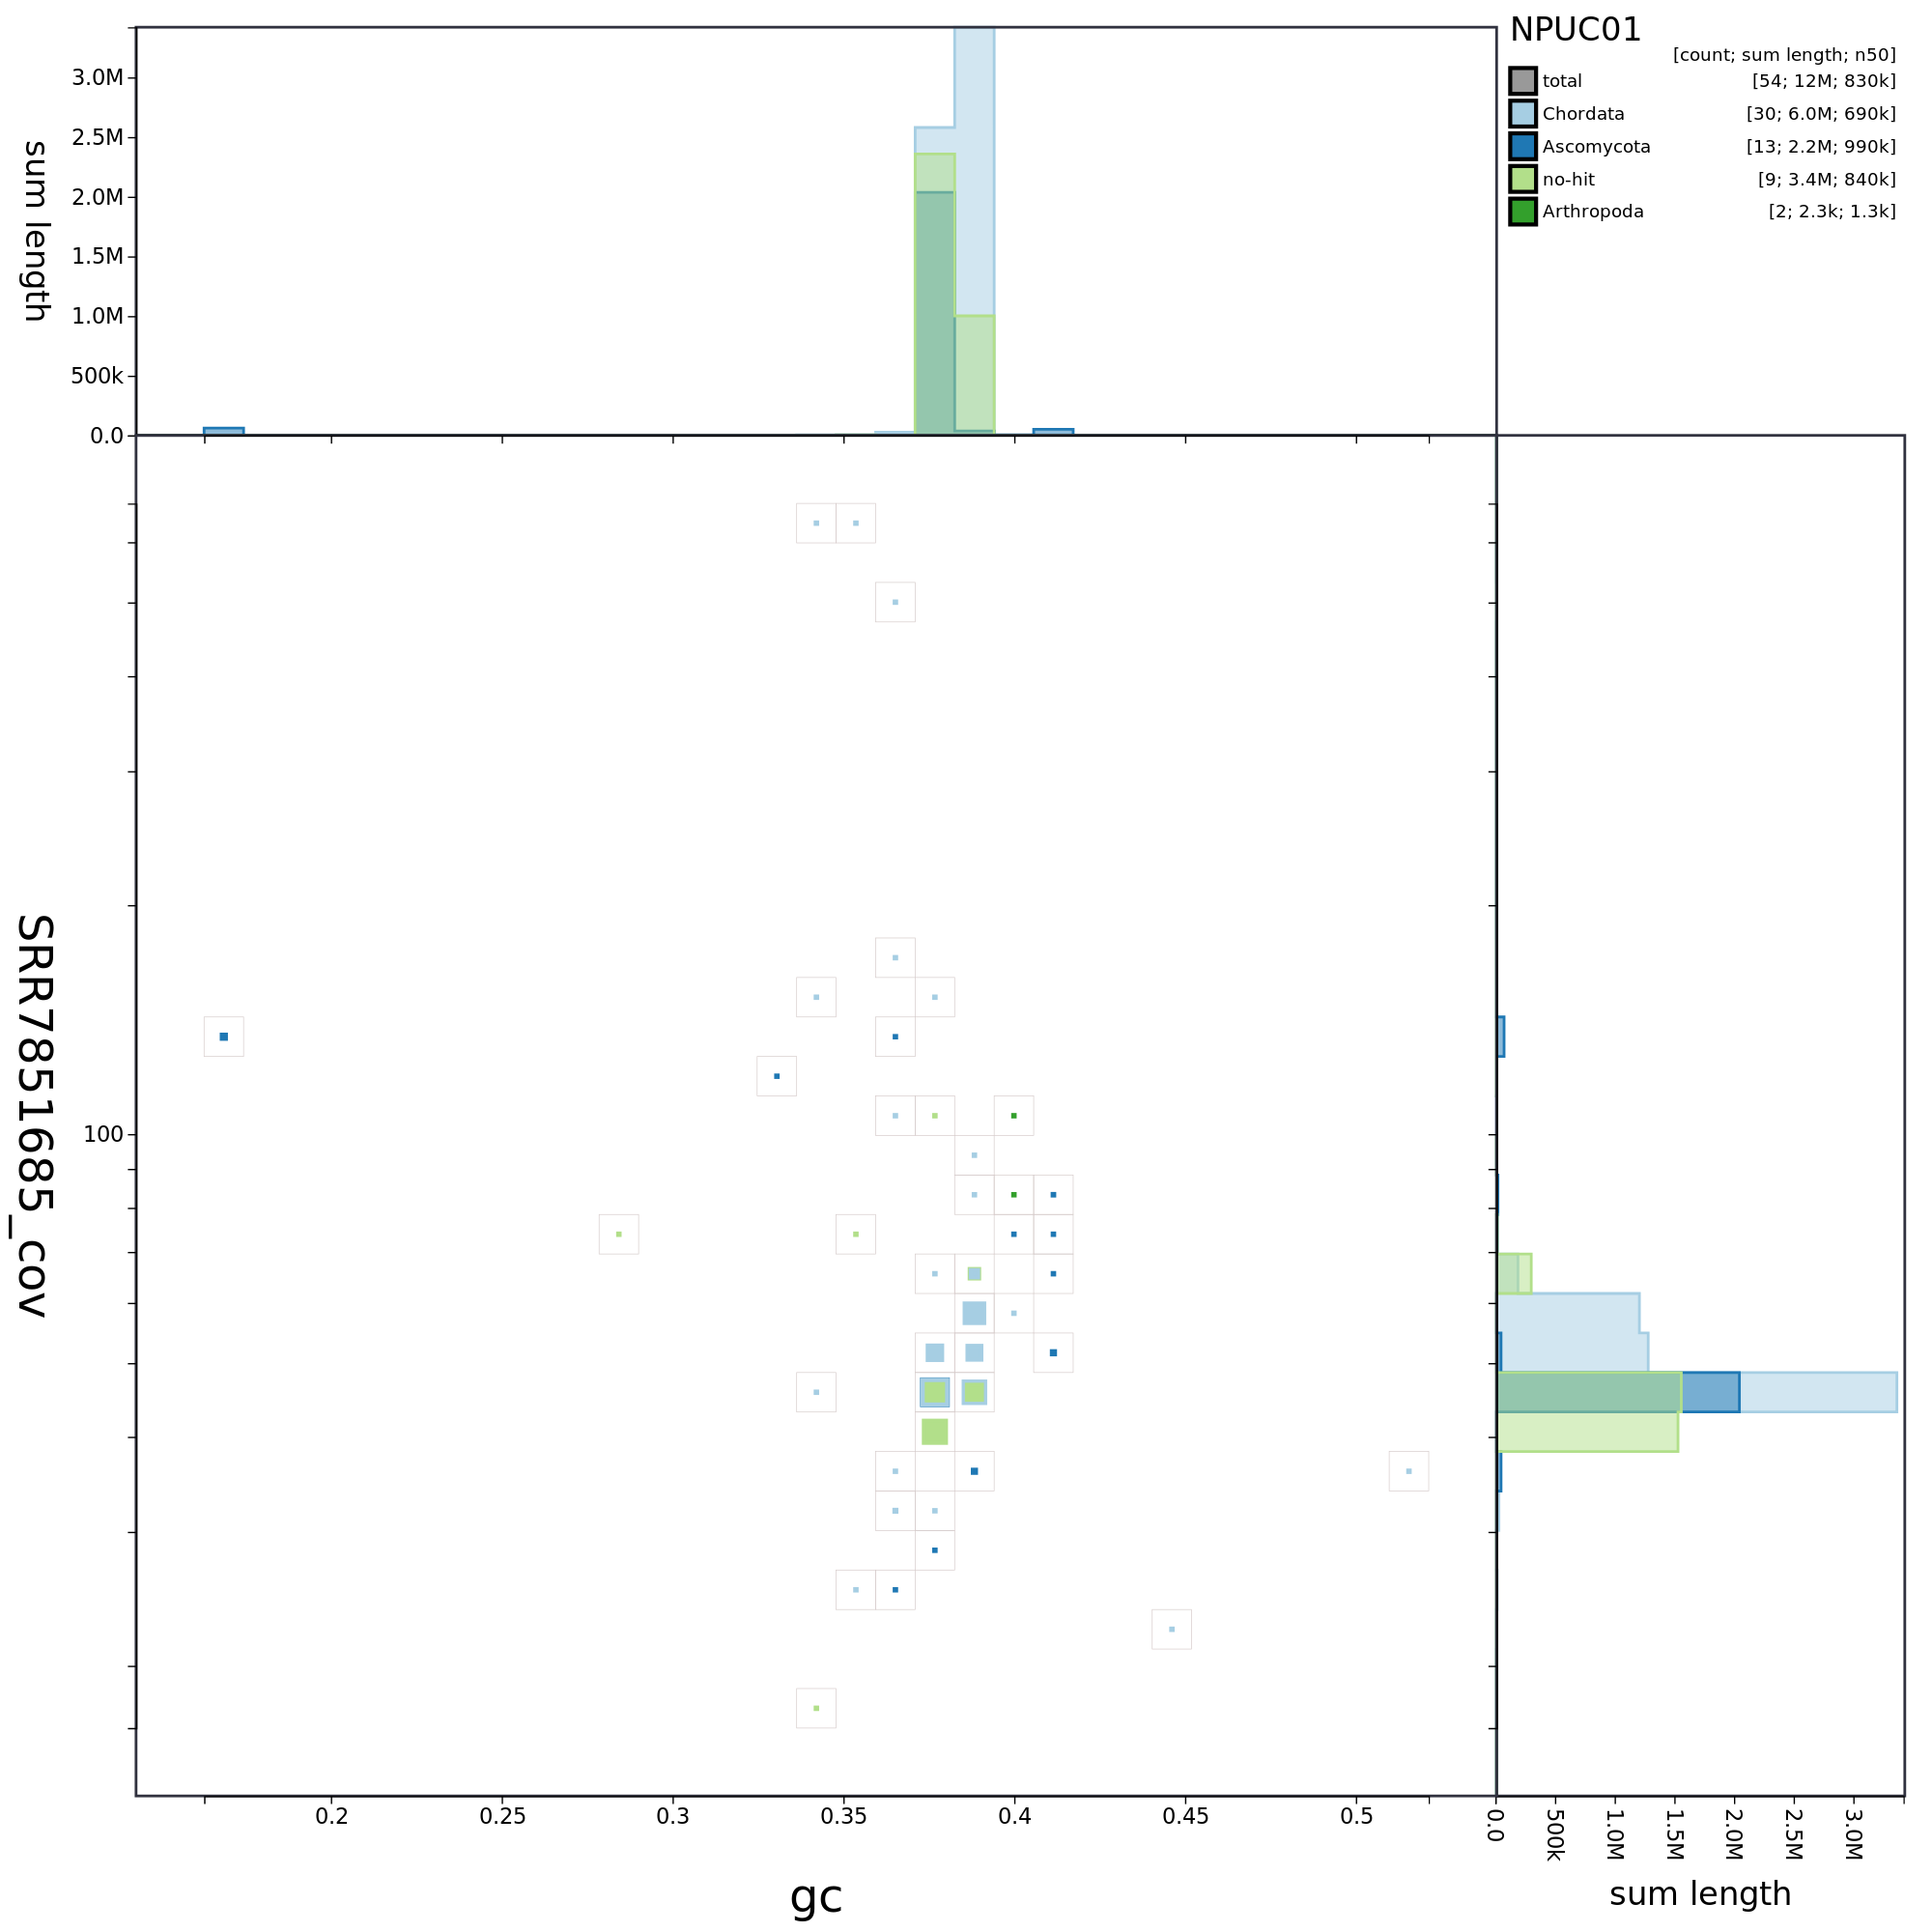 NPUC01
[count; sum length; n50]
total [54; 12M; 830k]
Chordata [30; 6.0M; 690k]
Ascomycota [13; 2.2M; 990k]
no-hit [9; 3.4M; 840k]
Arthropoda [2; 2.3k; 1.3k]
sum length
3.0M
2.5M
2.0M
1.5M
1.0M
500k
0.0
SRR7851685_cov
100
0.2 0.25 0.3 0.35 0.4 0.45 0.5
gc
0.0 500k 1.0M 1.5M 2.0M 2.5M 3.0M
sum length